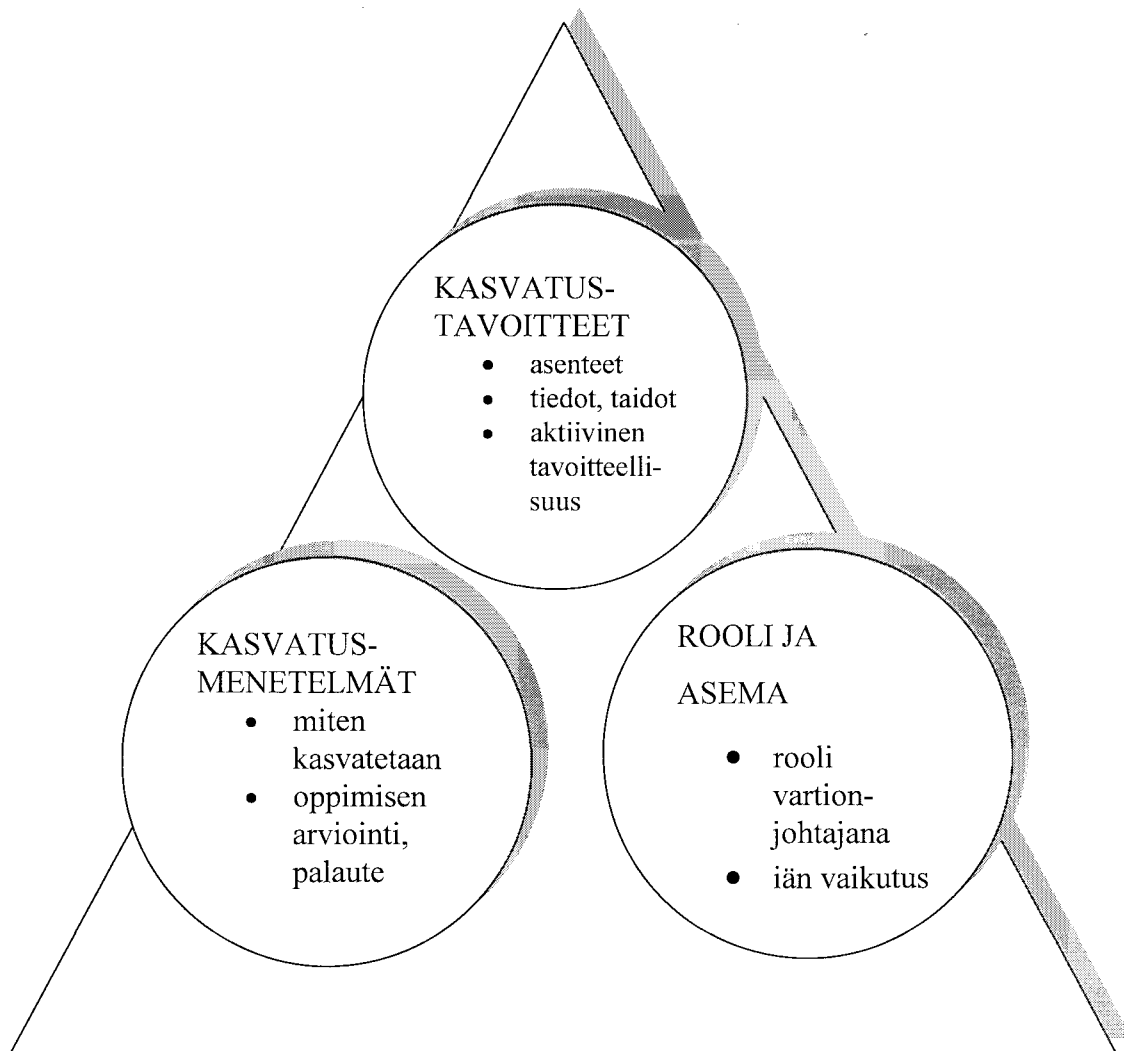 KASVATUS-
TAVOITTEET
• asenteet
• tiedot, taidot
• aktiivinen
tavoitteelli-
suus
KASVATUS-
MENETELMÄT
• miten
kasvatetaan
• oppimisen
arviointi,
palaute
ROOLI JA
ASEMA
• rooli
vartion-
johtajana
• iän vaikutus